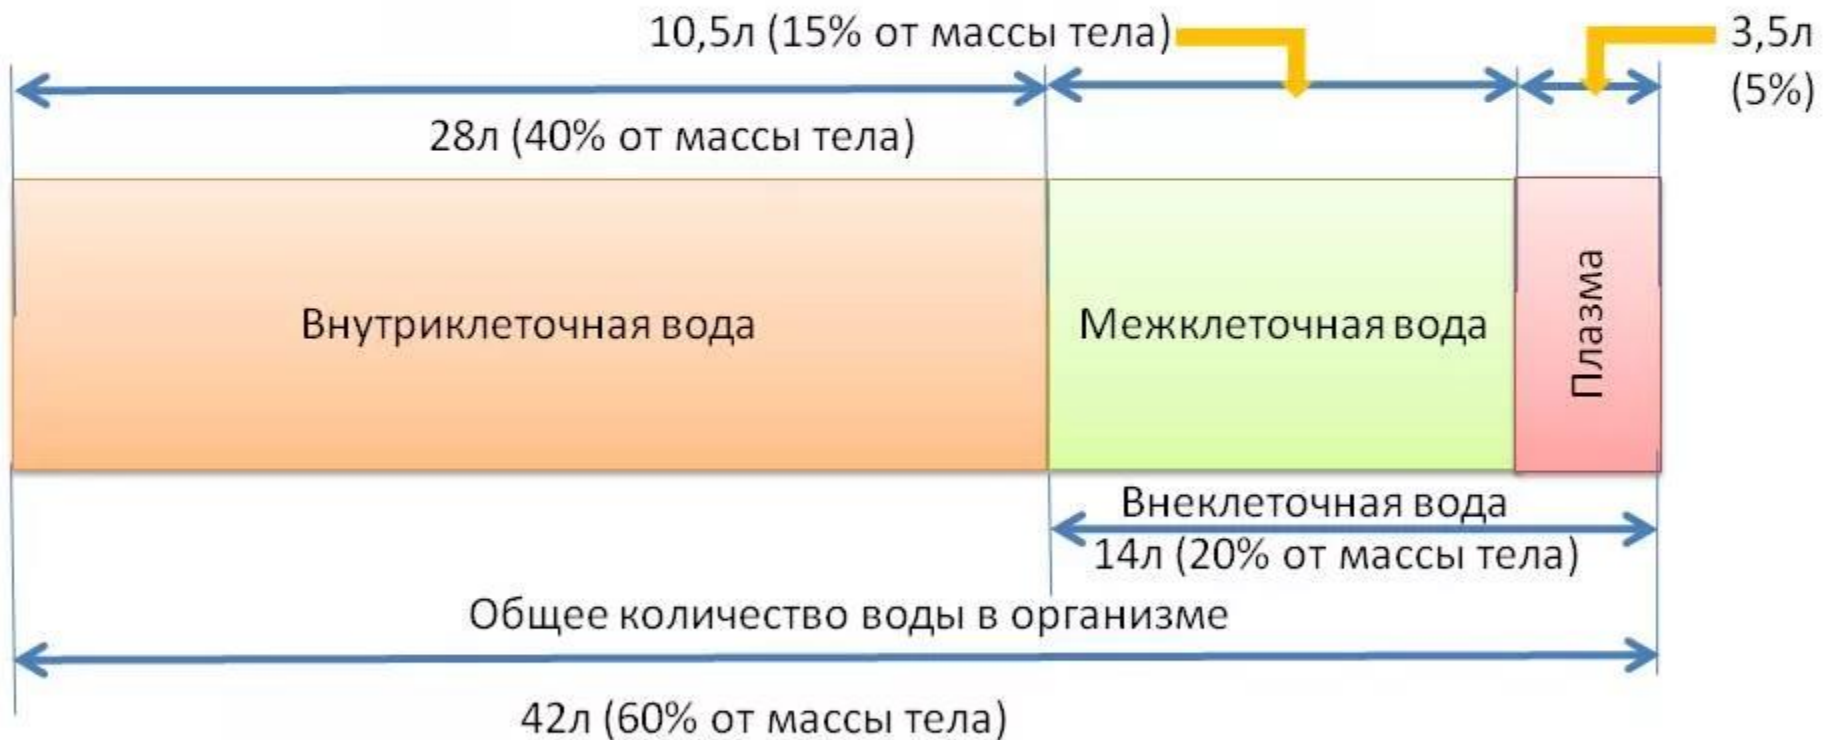 10,5л (15% от массы тела)
3,5л
(5%)
28л (40% от массы тела)
Внутриклеточная вода
Межклеточная вода
Плазма
Внеклеточная вода
14л (20% от массы тела)
Общее количество воды в организме
42л (60% от массы тела)